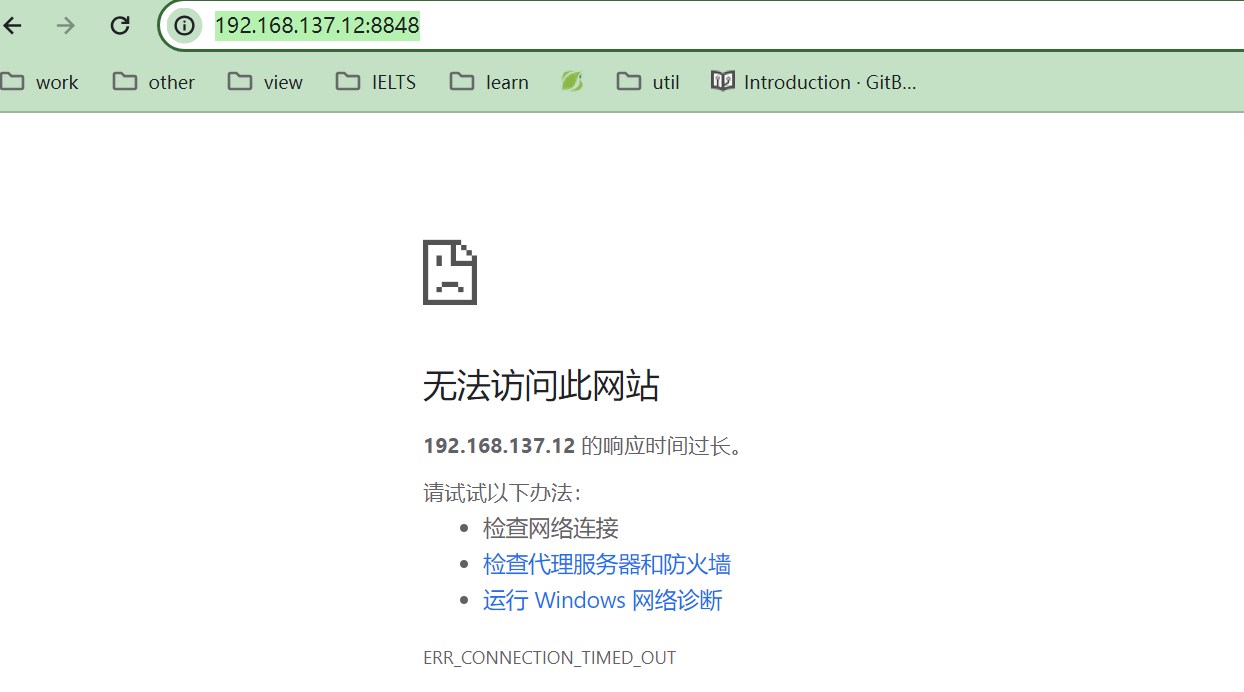 192.168.137.12:8848
work other view IELTS learn util Introduction · GitB...
无法访问此网站
192.168.137.12 的响应时间过长。
请试试以下办法：
检查网络连接
检查代理服务器和防火墙
运行 Windows 网络诊断
ERR_CONNECTION_TIMED_OUT